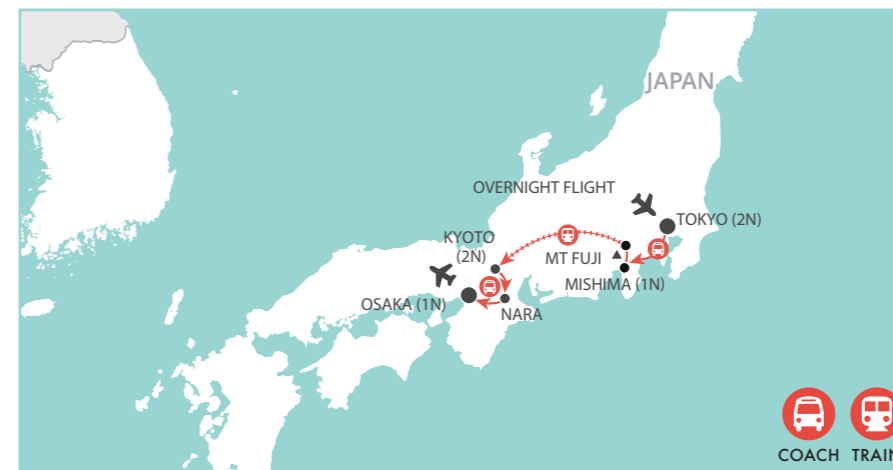 JAPAN
OVERNIGHT FLIGHT
TOKYO (2N)
KYOTO
(2N)
MT FUJI
MISHIMA (1N)
OSAKA (1N)
NARA
COACH TRAIN